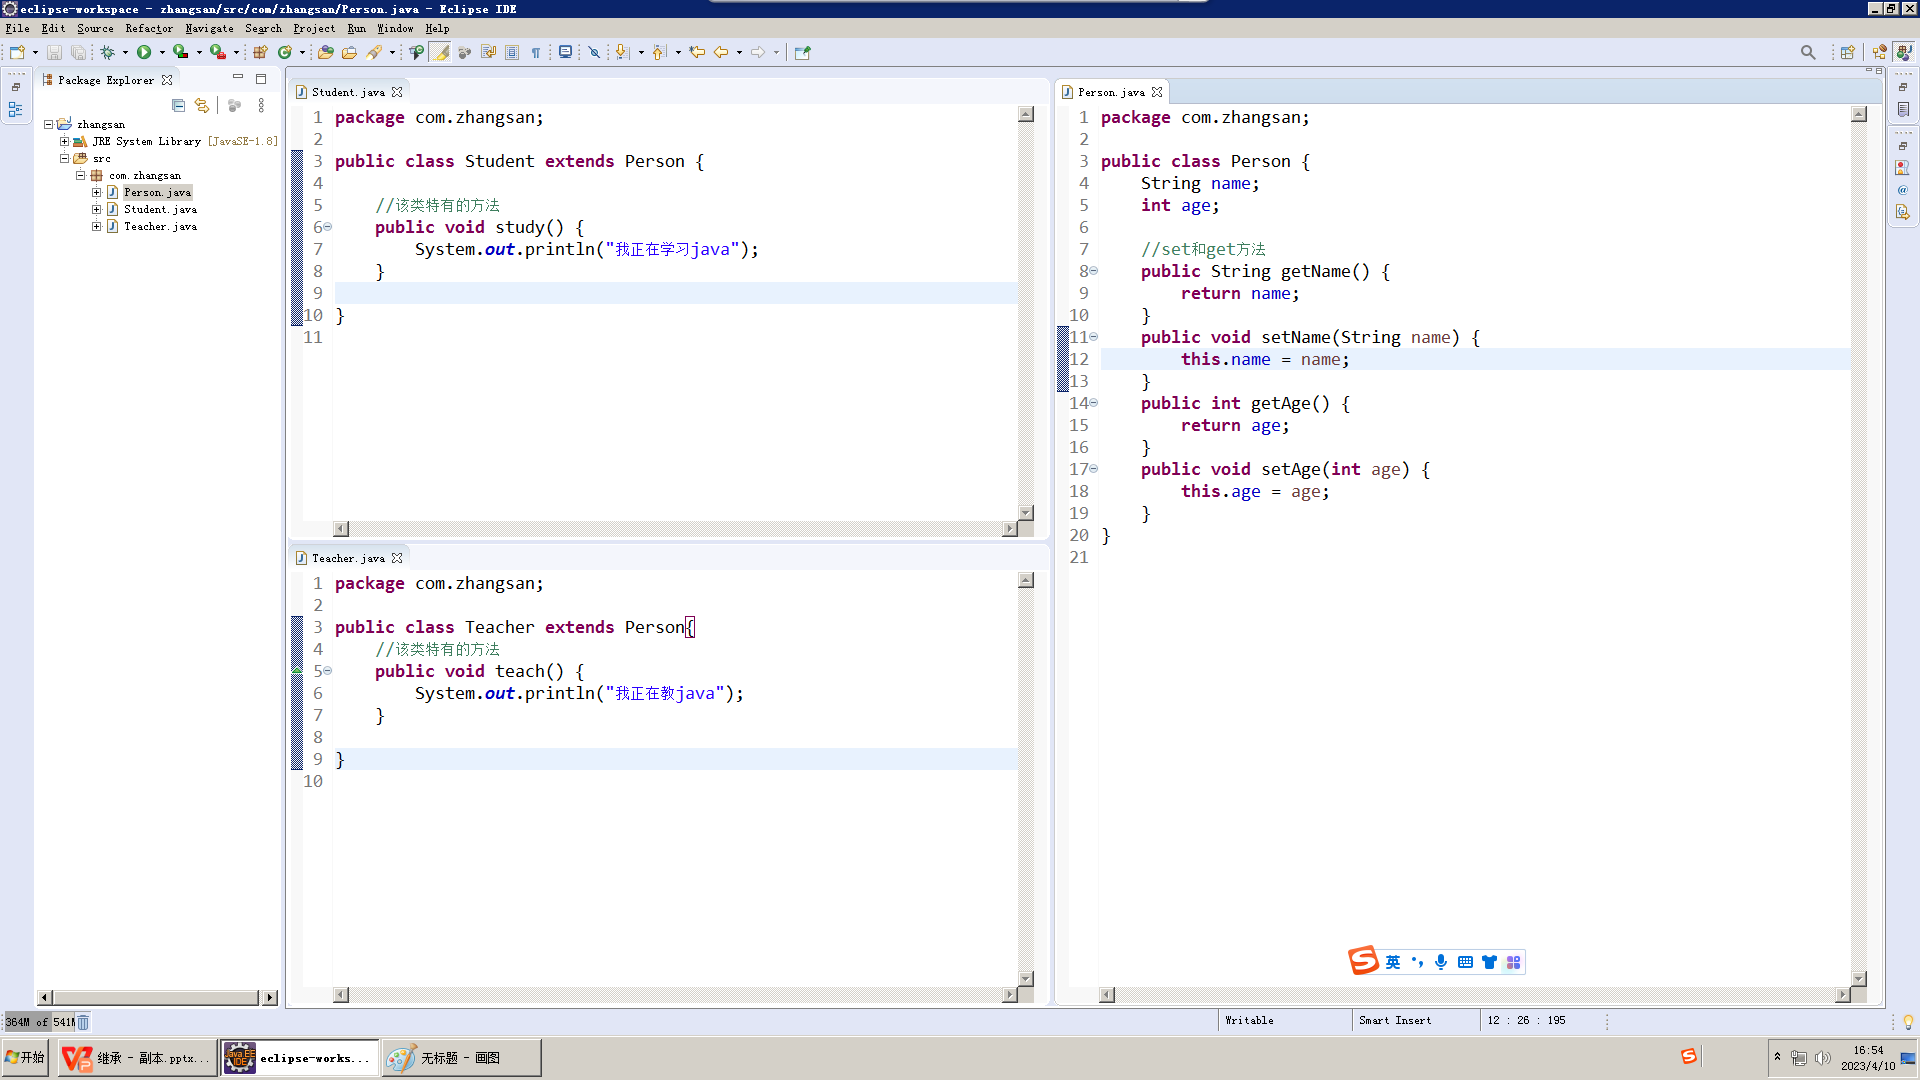 eclipse-workspace - zhangsan/src/com/zhangsan/Person.java - Eclipse IDE
File Edit Source Refactor Navigate Search Project Run Window Help
Package Explorer
zhangsan
JRE System Library [JavaSE-1.8]
src
com.zhangsan
Person.java
Student.java
Teacher.java
Student.java
1 package com.zhangsan;
2
3 public class Student extends Person {
4
5 //该类特有的方法
6 public void study() {
7 System.out.println("我正在学习java");
8 }
9
10 }
11
Teacher.java
1 package com.zhangsan;
2
3 public class Teacher extends Person{
4 //该类特有的方法
5 public void teach() {
6 System.out.println("我正在教java");
7 }
8
9 }
10
Person.java
1 package com.zhangsan;
2
3 public class Person {
4 String name;
5 int age;
6
7 //set和get方法
8 public String getName() {
9 return name;
10 }
11 public void setName(String name) {
12 this.name = name;
13 }
14 public int getAge() {
15 return age;
16 }
17 public void setAge(int age) {
18 this.age = age;
19 }
20 }
21
英
364M of 541M
Writable
Smart Insert
12 : 26 : 195
开始
继承 - 副本.pptx...
eclipse-works...
无标题 - 画图
16:54
2023/4/10